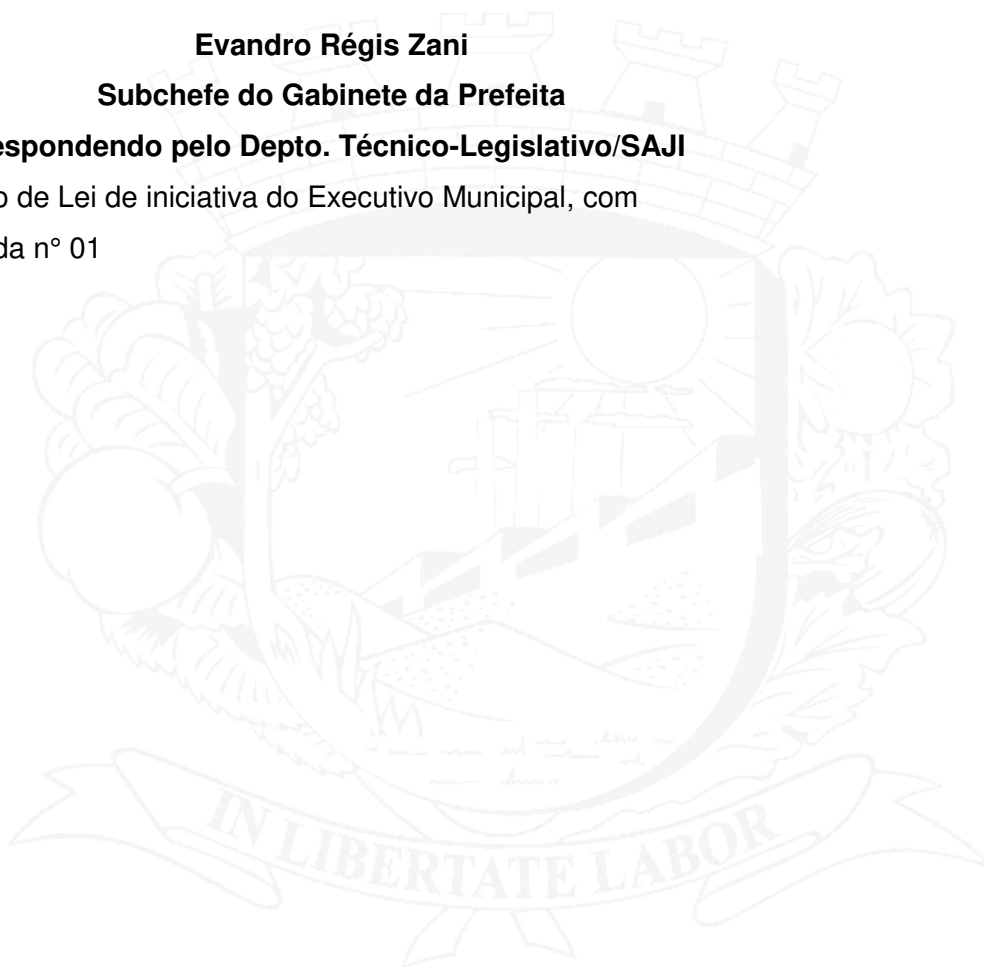 Evandro Régis Zani
Subchefe do Gabinete da Prefeita
espondendo pelo Depto. Técnico-Legislativo/SAJI
o de Lei de iniciativa do Executivo Municipal, com
da n° 01
IN LIBERTATE LABOR